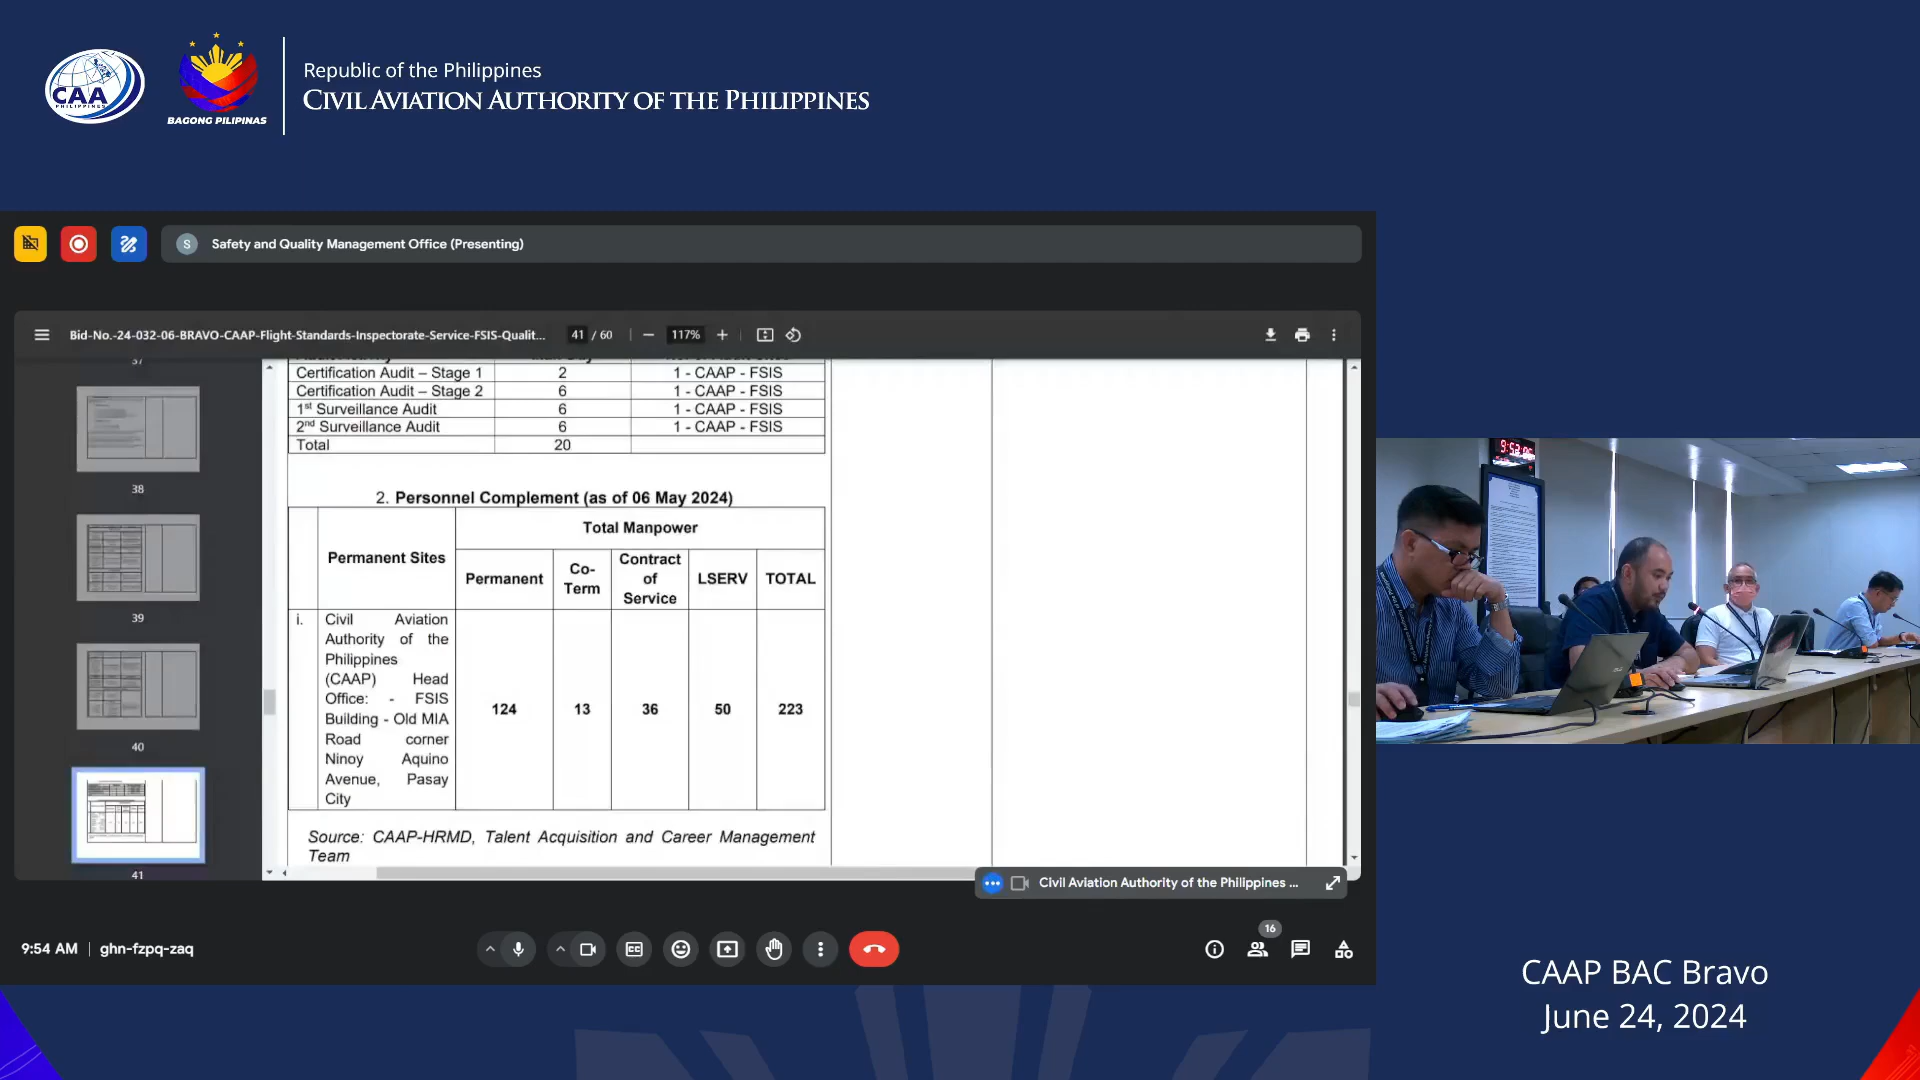 CAA
PHILIPPINES
BAGONG PILIPINAS
Republic of the Philippines
CIVIL AVIATION AUTHORITY OF THE PHILIPPINES
S Safety and Quality Management Office (Presenting)
Bid-No.-24-032-06-BRAVO-CAAP-Flight-Standards-Inspectorate-Service-FSIS-Qualit... 41 / 60 117%
37
38
39
40
41
Certification Audit – Stage 1 2 1 - CAAP - FSIS
Certification Audit – Stage 2 6 1 - CAAP - FSIS
1st Surveillance Audit 6 1 - CAAP - FSIS
2nd Surveillance Audit 6 1 - CAAP - FSIS
Total 20
2. Personnel Complement (as of 06 May 2024)
Permanent Sites
Total Manpower
Permanent
Co-
Term
Contract
of
Service
LSERV
TOTAL
i. Civil Aviation
Authority of the
Philippines
(CAAP) Head
Office: - FSIS
Building - Old MIA
Road corner
Ninoy Aquino
Avenue, Pasay
City
124 13 36 50 223
Source: CAAP-HRMD, Talent Acquisition and Career Management
Team
Civil Aviation Authority of the Philippines ...
9:54 AM | ghn-fzpq-zaq
CC
16
CAAP BAC Bravo
June 24, 2024